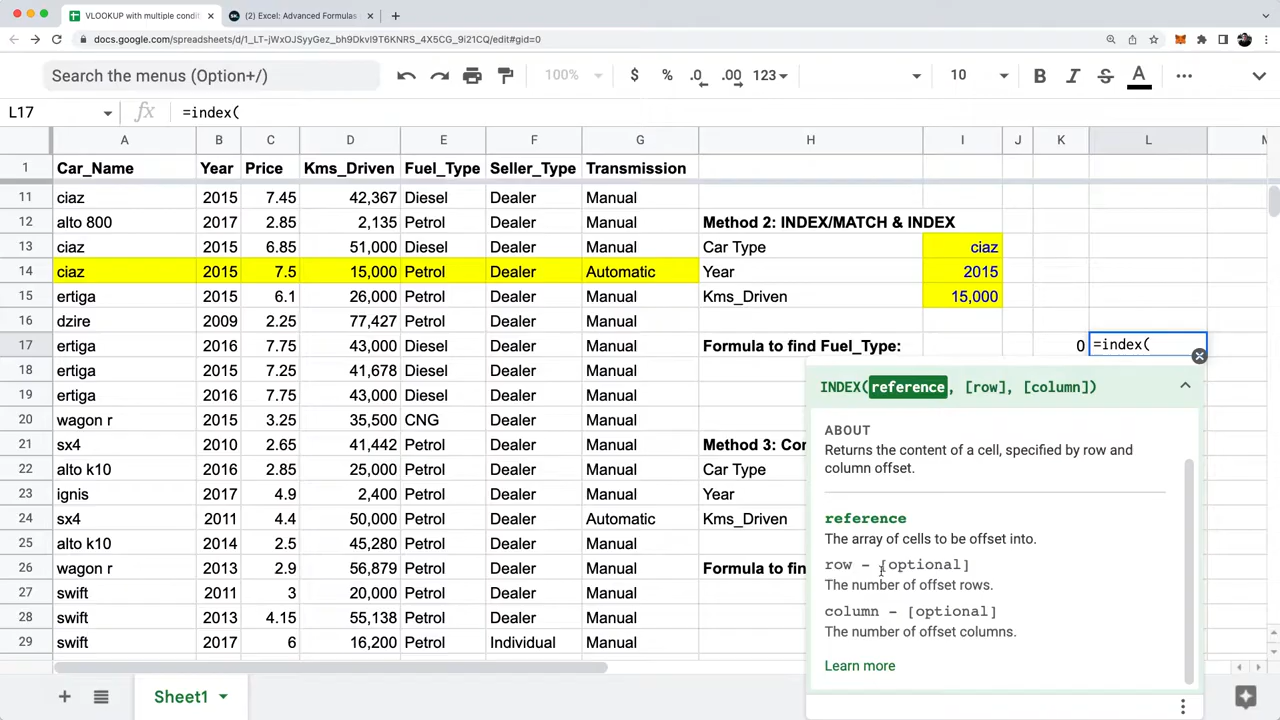 VLOOKUP with multiple condi
(2) Excel: Advanced Formulas
docs.google.com/spreadsheets/d/1_LT-jWxOJSyyGez_bh9Dkvl9T6KNRS_4X5CG_9i21CQ/edit#gid=0
Search the menus (Option+/) 100% $ % .0 .00 123 10 B I S A
L17 fx =index(
A B C D E F G H I J K L M
1 Car_Name Year Price Kms_Driven Fuel_Type Seller_Type Transmission
11 ciaz 2015 7.45 42,367 Diesel Dealer Manual
12 alto 800 2017 2.85 2,135 Petrol Dealer Manual Method 2: INDEX/MATCH & INDEX
13 ciaz 2015 6.85 51,000 Diesel Dealer Manual Car Type ciaz
14 ciaz 2015 7.5 15,000 Petrol Dealer Automatic Year 2015
15 ertiga 2015 6.1 26,000 Petrol Dealer Manual Kms_Driven 15,000
16 dzire 2009 2.25 77,427 Petrol Dealer Manual
17 ertiga 2016 7.75 43,000 Diesel Dealer Manual Formula to find Fuel_Type: 0 =index(
18 ertiga 2015 7.25 41,678 Diesel Dealer Manual
19 ertiga 2016 7.75 43,000 Diesel Dealer Manual
20 wagon r 2015 3.25 35,500 CNG Dealer Manual
21 sx4 2010 2.65 41,442 Petrol Dealer Manual Method 3: Cor
22 alto k10 2016 2.85 25,000 Petrol Dealer Manual Car Type
23 ignis 2017 4.9 2,400 Petrol Dealer Manual Year
24 sx4 2011 4.4 50,000 Petrol Dealer Automatic Kms_Driven
25 alto k10 2014 2.5 45,280 Petrol Dealer Manual
26 wagon r 2013 2.9 56,879 Petrol Dealer Manual Formula to fin
27 swift 2011 3 20,000 Petrol Dealer Manual
28 swift 2013 4.15 55,138 Petrol Dealer Manual
29 swift 2017 6 16,200 Petrol Individual Manual
INDEX(reference, [row], [column])
ABOUT
Returns the content of a cell, specified by row and
column offset.
reference
The array of cells to be offset into.
row - [optional]
The number of offset rows.
column - [optional]
The number of offset columns.
Learn more
Sheet1